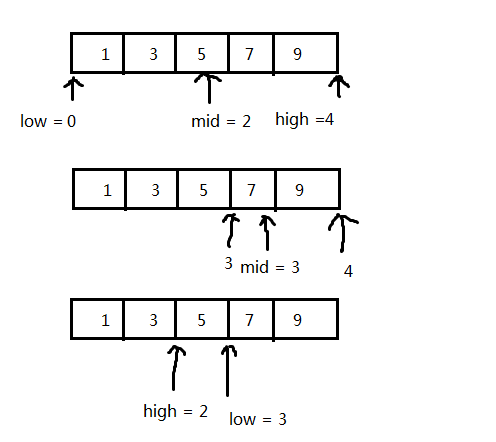 1 3 5 7 9
low = 0 mid = 2 high =4
1 3 5 7 9
3 mid = 3 4
1 3 5 7 9
high = 2 low = 3